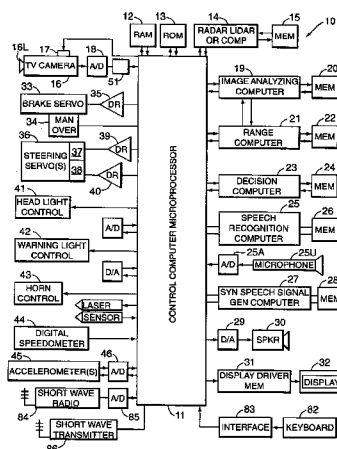 12
13
14
15
10
RAM
ROM
RADAR LIDAR
OR COMP
MEM
16L
17
18
TV CAMERA
A/D
51
16
33
BRAKE SERVO
35
DR
34
MAN
OVER
36
39
STEERING
SERVO(S)
37
38
DR
40
DR
41
HEAD LIGHT
CONTROL
A/D
42
WARNING LIGHT
CONTROL
D/A
43
HORN CONTROL
LASER
SENSOR
44
DIGITAL
SPEEDOMETER
45
46
ACCELEROMETER(S)
A/D
SHORT WAVE
RADIO
A/D
84
85
SHORT WAVE
TRANSMITTER
86
CONTROL COMPUTER MICROPROCESSOR
11
19
20
IMAGE ANALYZING
COMPUTER
MEM
21
22
RANGE
COMPUTER
MEM
23
24
DECISION
COMPUTER
MEM
25
26
SPEECH
RECOGNITION
COMPUTER
MEM
25A
25U
A/D
MICROPHONE
27
28
SYN SPEECH SIGNAL
GEN COMPUTER
MEM
29
30
D/A
SPKR
31
32
DISPLAY DRIVER
MEM
DISPLAY
83
82
INTERFACE
KEYBOARD